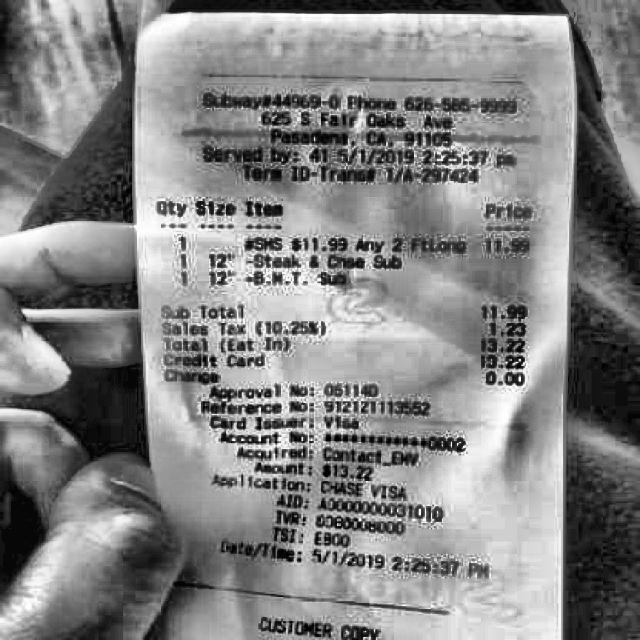 Subway#44969-0 Phone 626-585-9999
625 S Fair Oaks Ave
Pasadena, CA, 91105
Served by: 41 5/1/2019 2:25:37 pm
Term ID-Trans# 1/A-297424
Qty Size Item Price
1 #SMS $11.99 Any 2 FtLong 11.99
1 12" -Steak & Chse Sub
1 12" -B.M.T. Sub
Sub Total 11.99
Sales Tax (10.25%) 1.23
Total (Eat In) 13.22
Credit Card 13.22
Change 0.00
Approval No: 05114D
Reference No: 912121113552
Card Issuer: Visa
Account No: ************0002
Acquired: Contact_EMV
Amount: $13.22
Application: CHASE VISA
AID: A0000000031010
TVR: 0080008000
TSI: E800
Date/Time: 5/1/2019 2:25:37 PM
CUSTOMER COPY